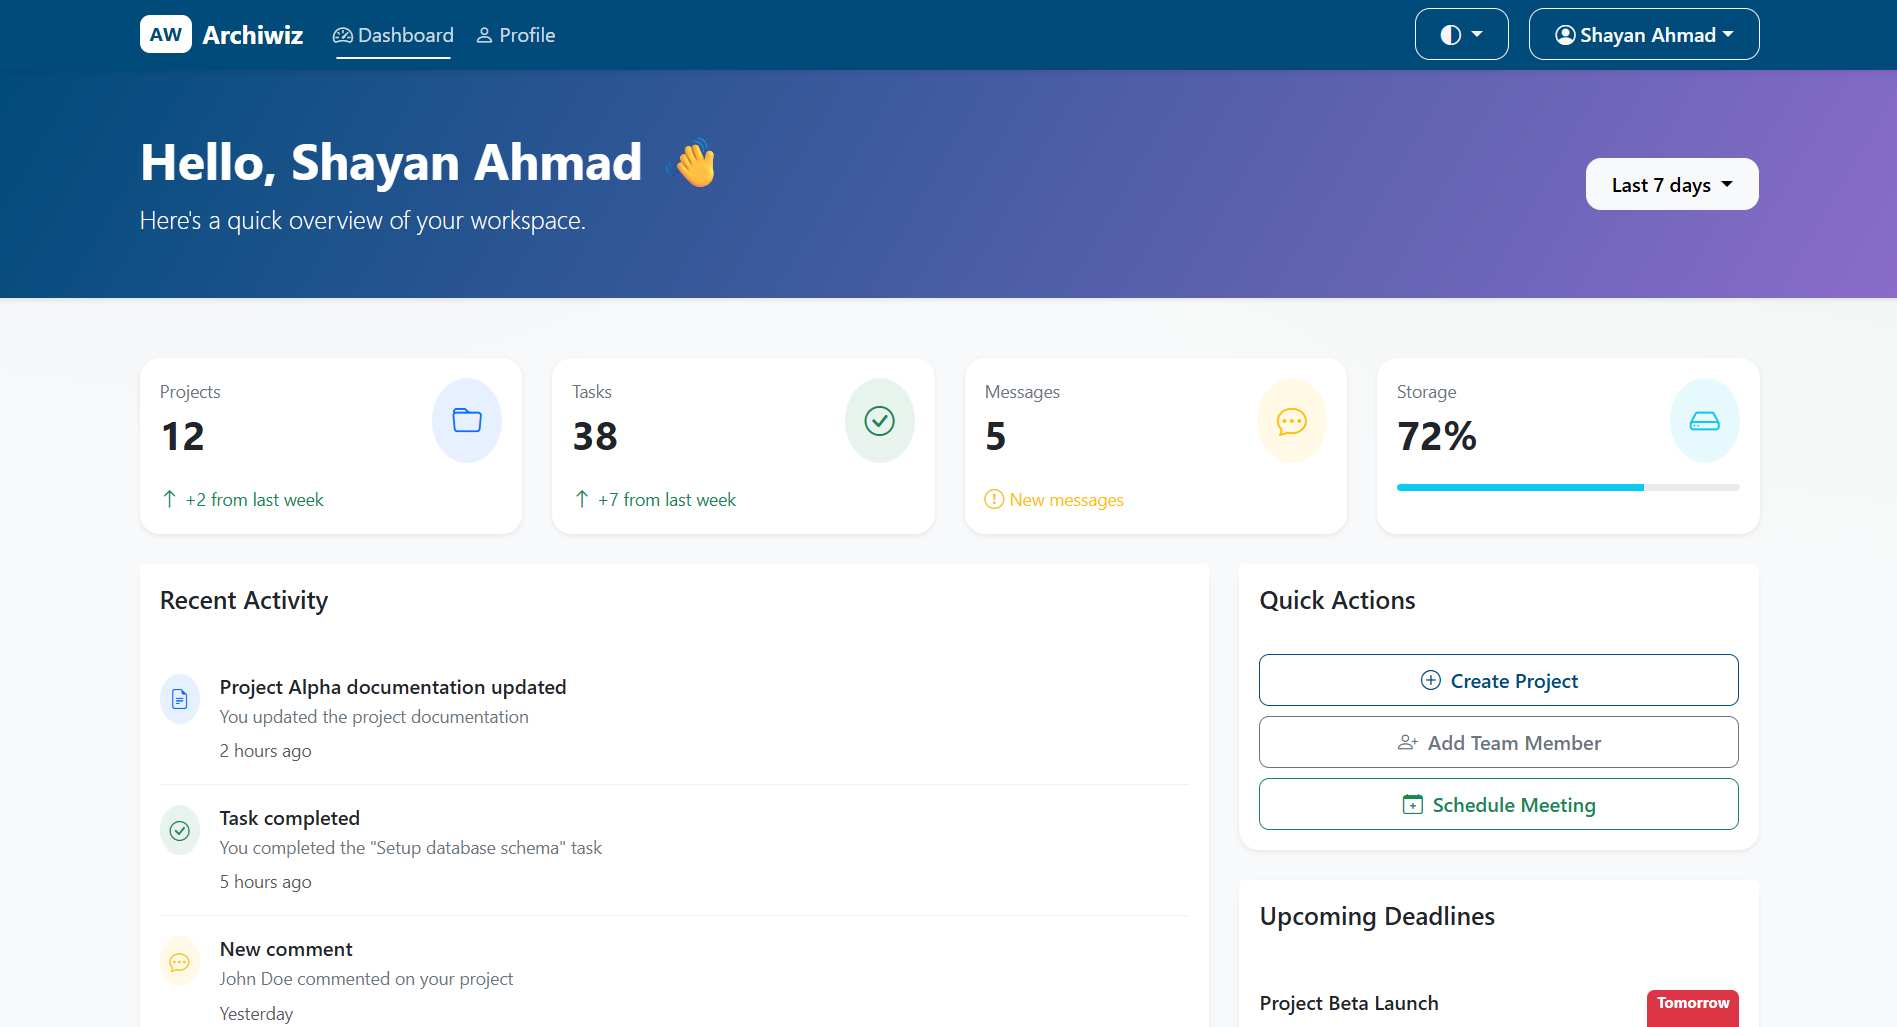 AW Archiwiz Dashboard Profile Shayan Ahmad
Hello, Shayan Ahmad 👋
Here's a quick overview of your workspace.
Last 7 days
Projects
12
+2 from last week
Tasks
38
+7 from last week
Messages
5
New messages
Storage
72%
Recent Activity
Project Alpha documentation updated
You updated the project documentation
2 hours ago
Task completed
You completed the "Setup database schema" task
5 hours ago
New comment
John Doe commented on your project
Yesterday
Quick Actions
Create Project
Add Team Member
Schedule Meeting
Upcoming Deadlines
Project Beta Launch
Tomorrow